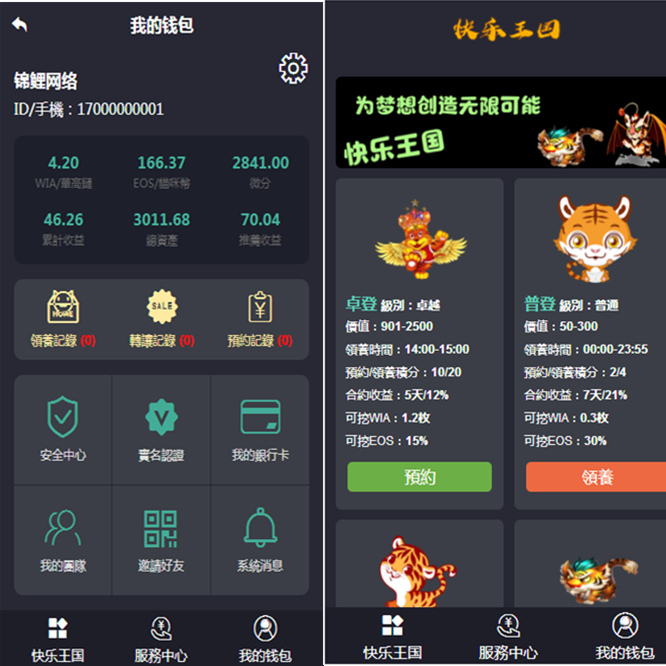 我的钱包
锦鲤网络
ID/手機：17000000001
4.20 166.37 2841.00
WIA/華高鏈 EOS/貓咪幣 微分
46.26 3011.68 70.04
累計收益 總資產 推薦收益
HOME SALE
領養記錄 (0) 轉讓記錄 (0) 預約記錄 (0)
安全中心 實名認證 我的銀行卡
我的團隊 邀請好友 系統消息
快乐王国 服務中心 我的钱包
快乐王国
为梦想创造无限可能
快乐王国
卓登 級別：卓越
價值：901-2500
領養時間：14:00-15:00
預約/領養積分：10/20
合約收益：5天/12%
可挖WIA：1.2枚
可挖EOS：15%
預約
普登 級別：普通
價值：50-300
領養時間：00:00-23:55
預約/領養積分：2/4
合約收益：7天/21%
可挖WIA：0.3枚
可挖EOS：30%
領養
快乐王国 服務中心 我的钱包